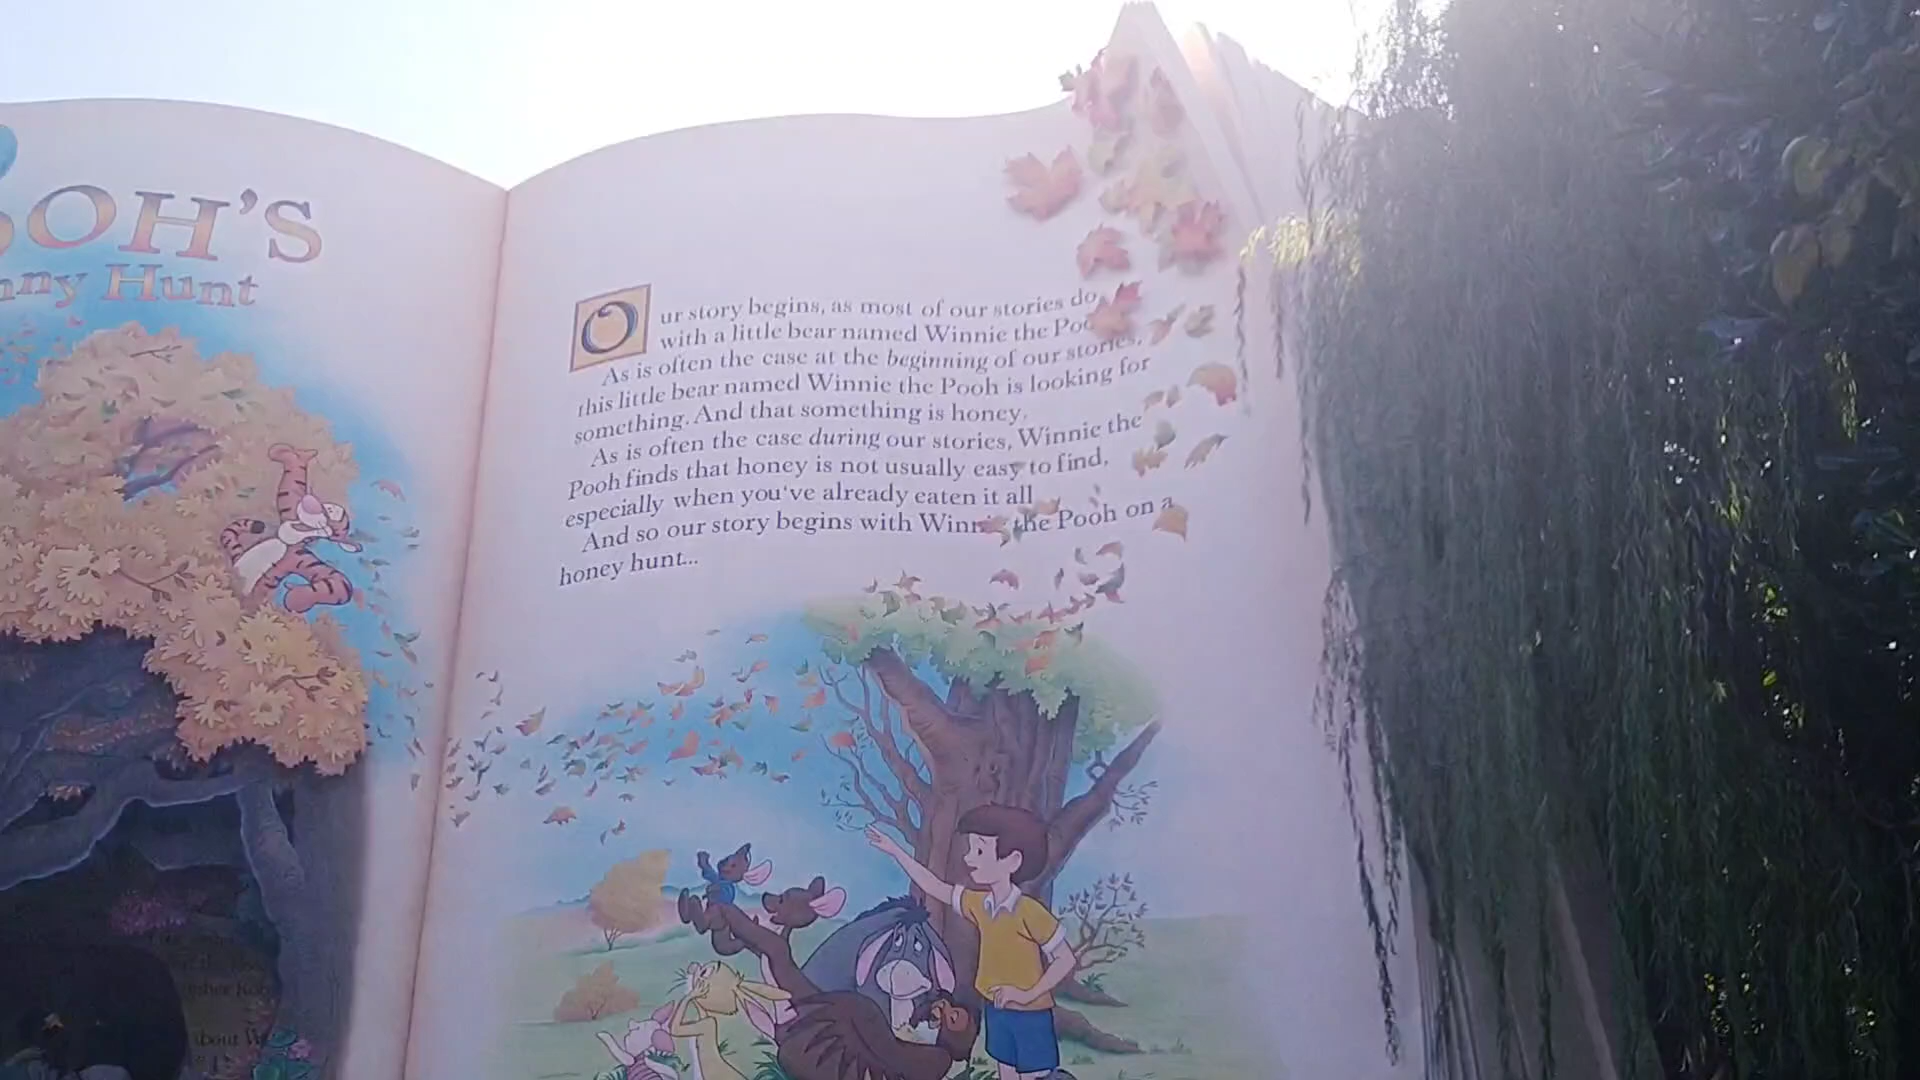 OH'S
Hunt
Our story begins, as most of our stories do,
with a little bear named Winnie the
As is often the case at the beginning of our stories,
this little bear named Winnie the Pooh is looking for
something. And that something is honey.
As is often the case during our stories, Winnie the
Pooh finds that honey is not usually easy to find,
especially when you've already eaten it all
And so our story begins with Winnie the Pooh on a
honey hunt...
about